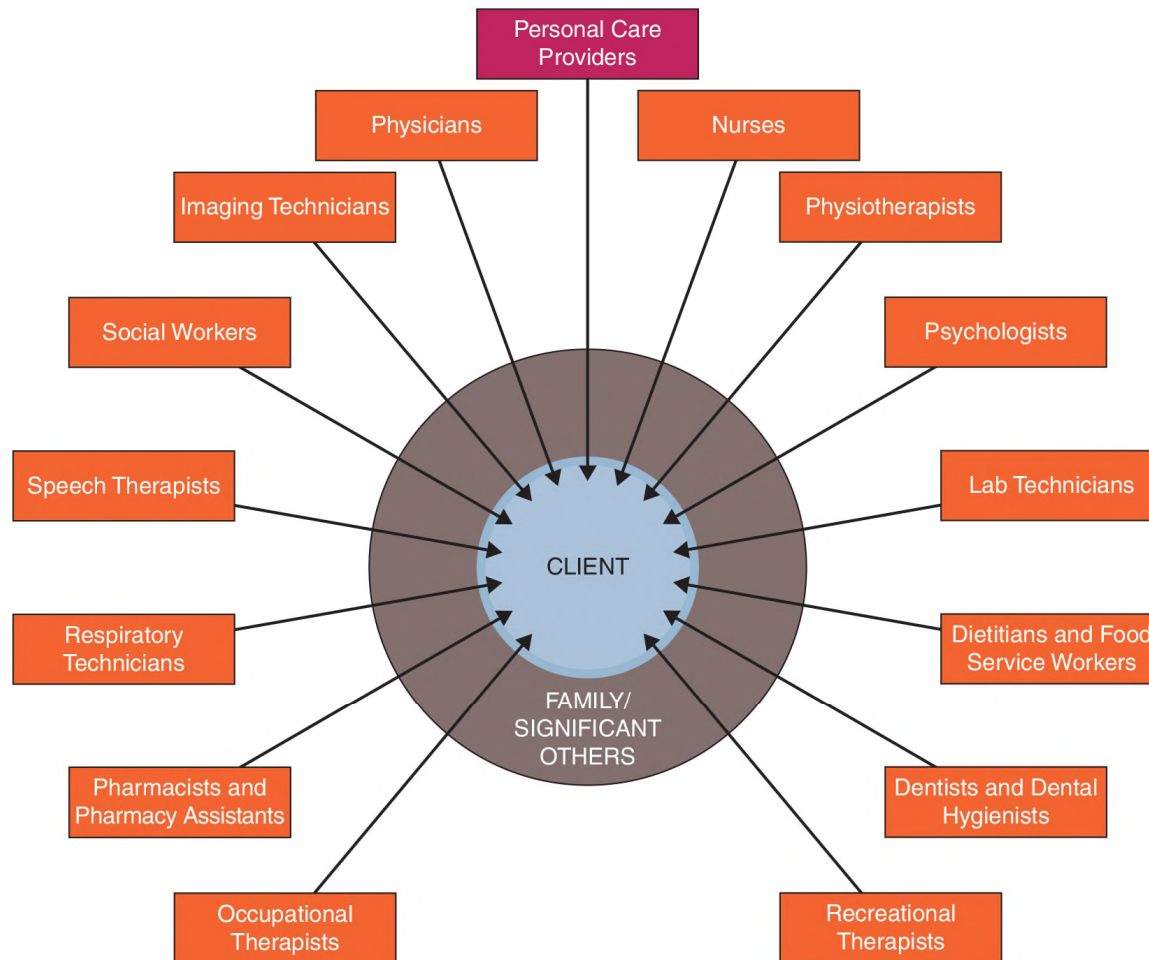 Personal Care
Providers
Physicians
Nurses
Imaging Technicians
Physiotherapists
Social Workers
Psychologists
Speech Therapists
Lab Technicians
CLIENT
Respiratory
Technicians
Dietitians and Food
Service Workers
FAMILY/
SIGNIFICANT
OTHERS
Pharmacists and
Pharmacy Assistants
Dentists and Dental
Hygienists
Occupational
Therapists
Recreational
Therapists